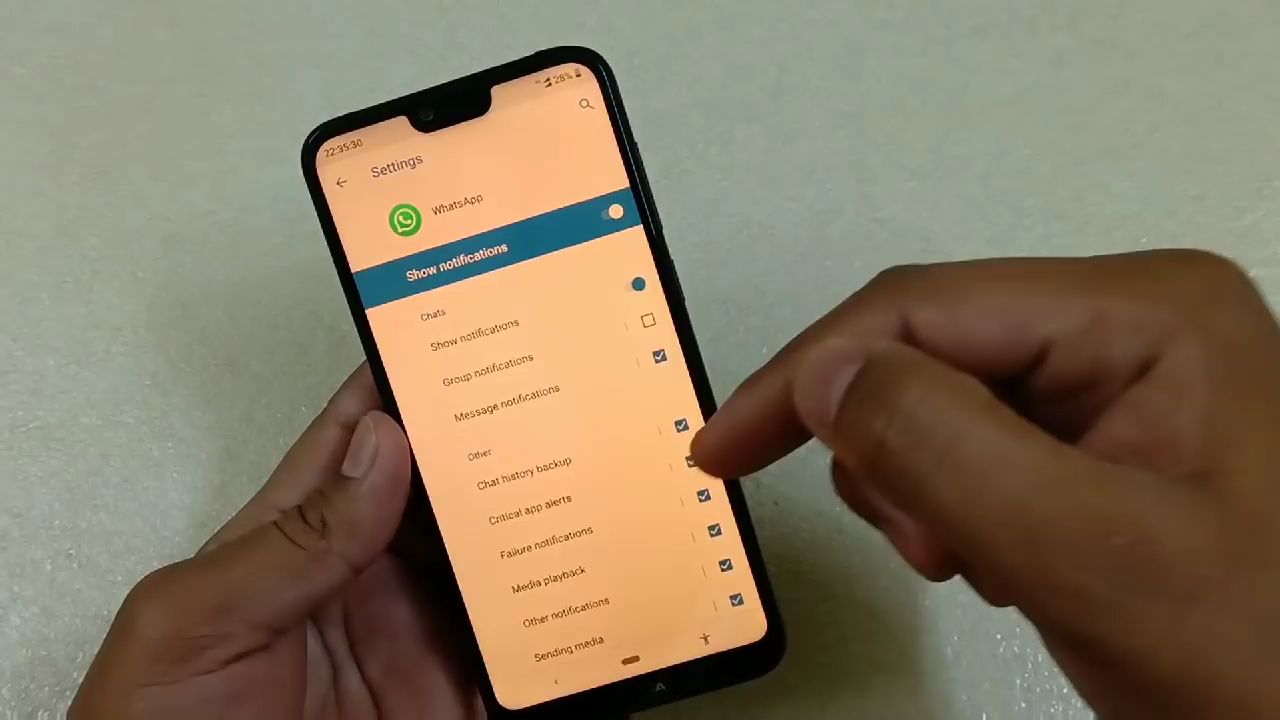 22:35:30
28%
Settings
WhatsApp
Show notifications
Chats
Show notifications
Group notifications
Message notifications
Other
Chat history backup
Critical app alerts
Failure notifications
Media playback
Other notifications
Sending media